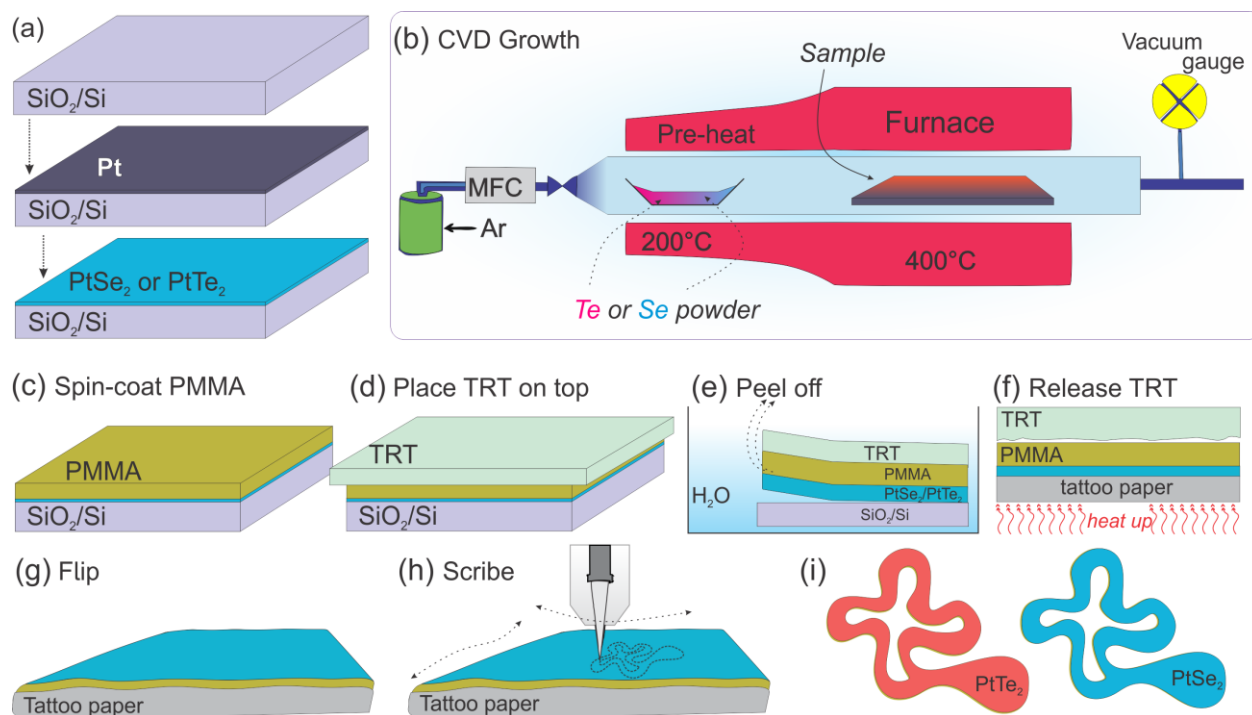 (a)
SiO₂/Si
Pt
SiO₂/Si
PtSe₂ or PtTe₂
SiO₂/Si
(b) CVD Growth
Sample
Vacuum
gauge
Pre-heat
Furnace
MFC
Ar
200°C
400°C
Te or Se powder
(c) Spin-coat PMMA
PMMA
SiO₂/Si
(d) Place TRT on top
TRT
SiO₂/Si
(e) Peel off
TRT
PMMA
PtSe₂/PtTe₂
H₂O
SiO₂/Si
(f) Release TRT
TRT
PMMA
tattoo paper
heat up
(g) Flip
Tattoo paper
(h) Scribe
Tattoo paper
(i)
PtTe₂
PtSe₂